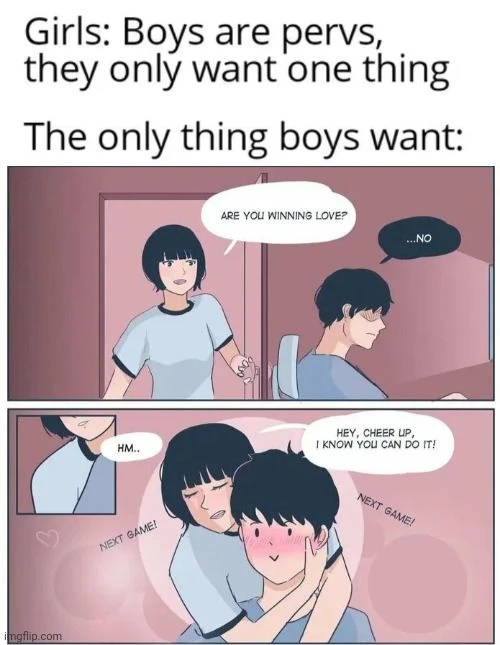 Girls: Boys are pervs,
they only want one thing
The only thing boys want:
ARE YOU WINNING LOVE?
...NO
HM..
HEY, CHEER UP,
I KNOW YOU CAN DO IT!
NEXT GAME!
NEXT GAME!
imgflip.com